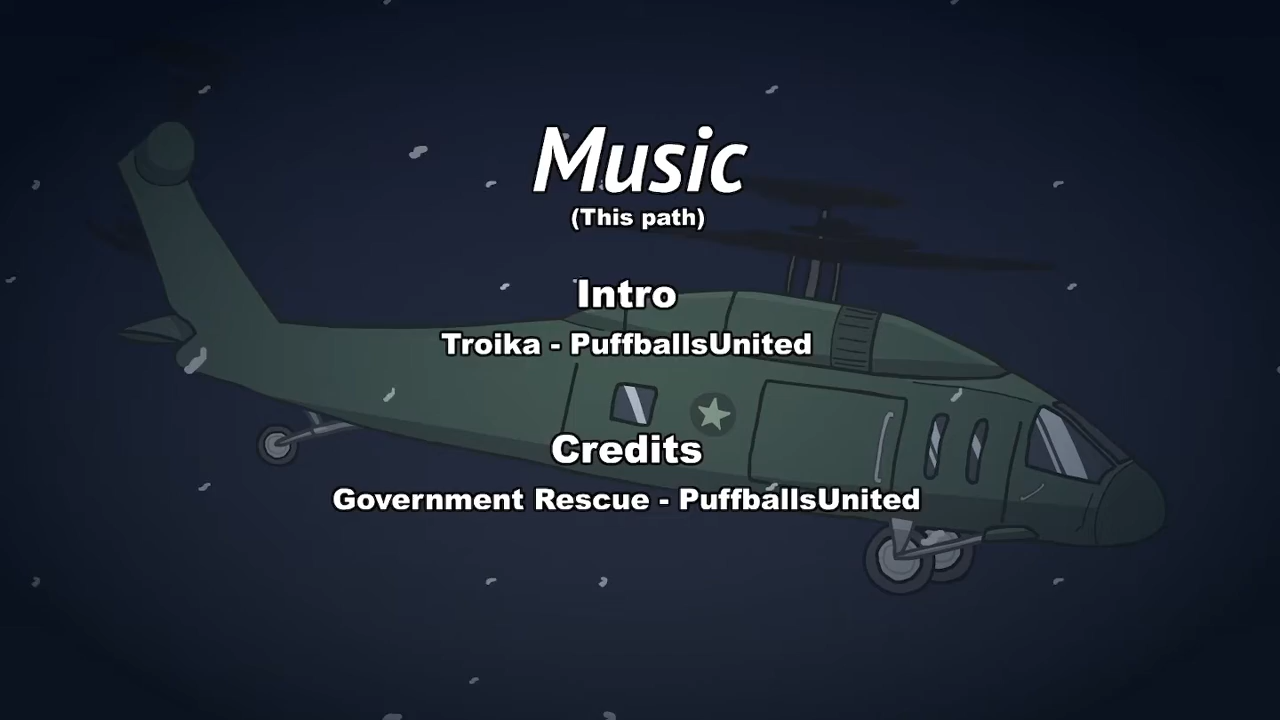 Music
(This path)
Intro
Troika - PuffballsUnited
Credits
Government Rescue - PuffballsUnited